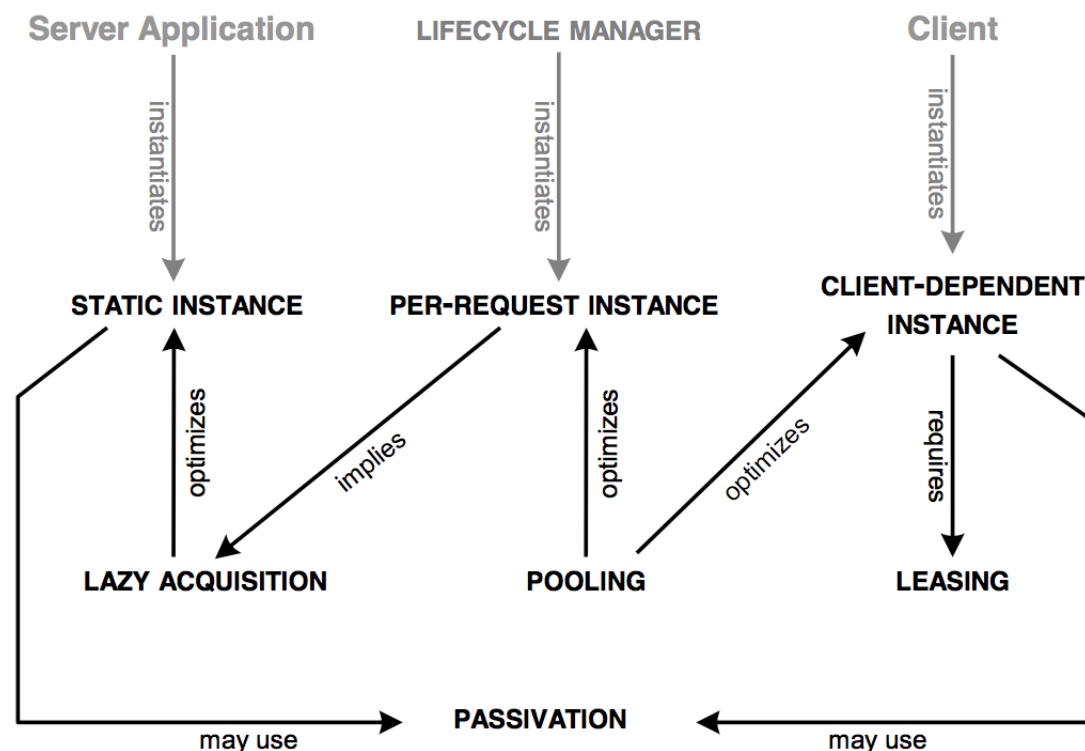 Server Application
LIFECYCLE MANAGER
Client
instantiates
instantiates
instantiates
STATIC INSTANCE
PER-REQUEST INSTANCE
CLIENT-DEPENDENT
INSTANCE
optimizes
implies
optimizes
optimizes
requires
LAZY ACQUISITION
POOLING
LEASING
PASSIVATION
may use
may use